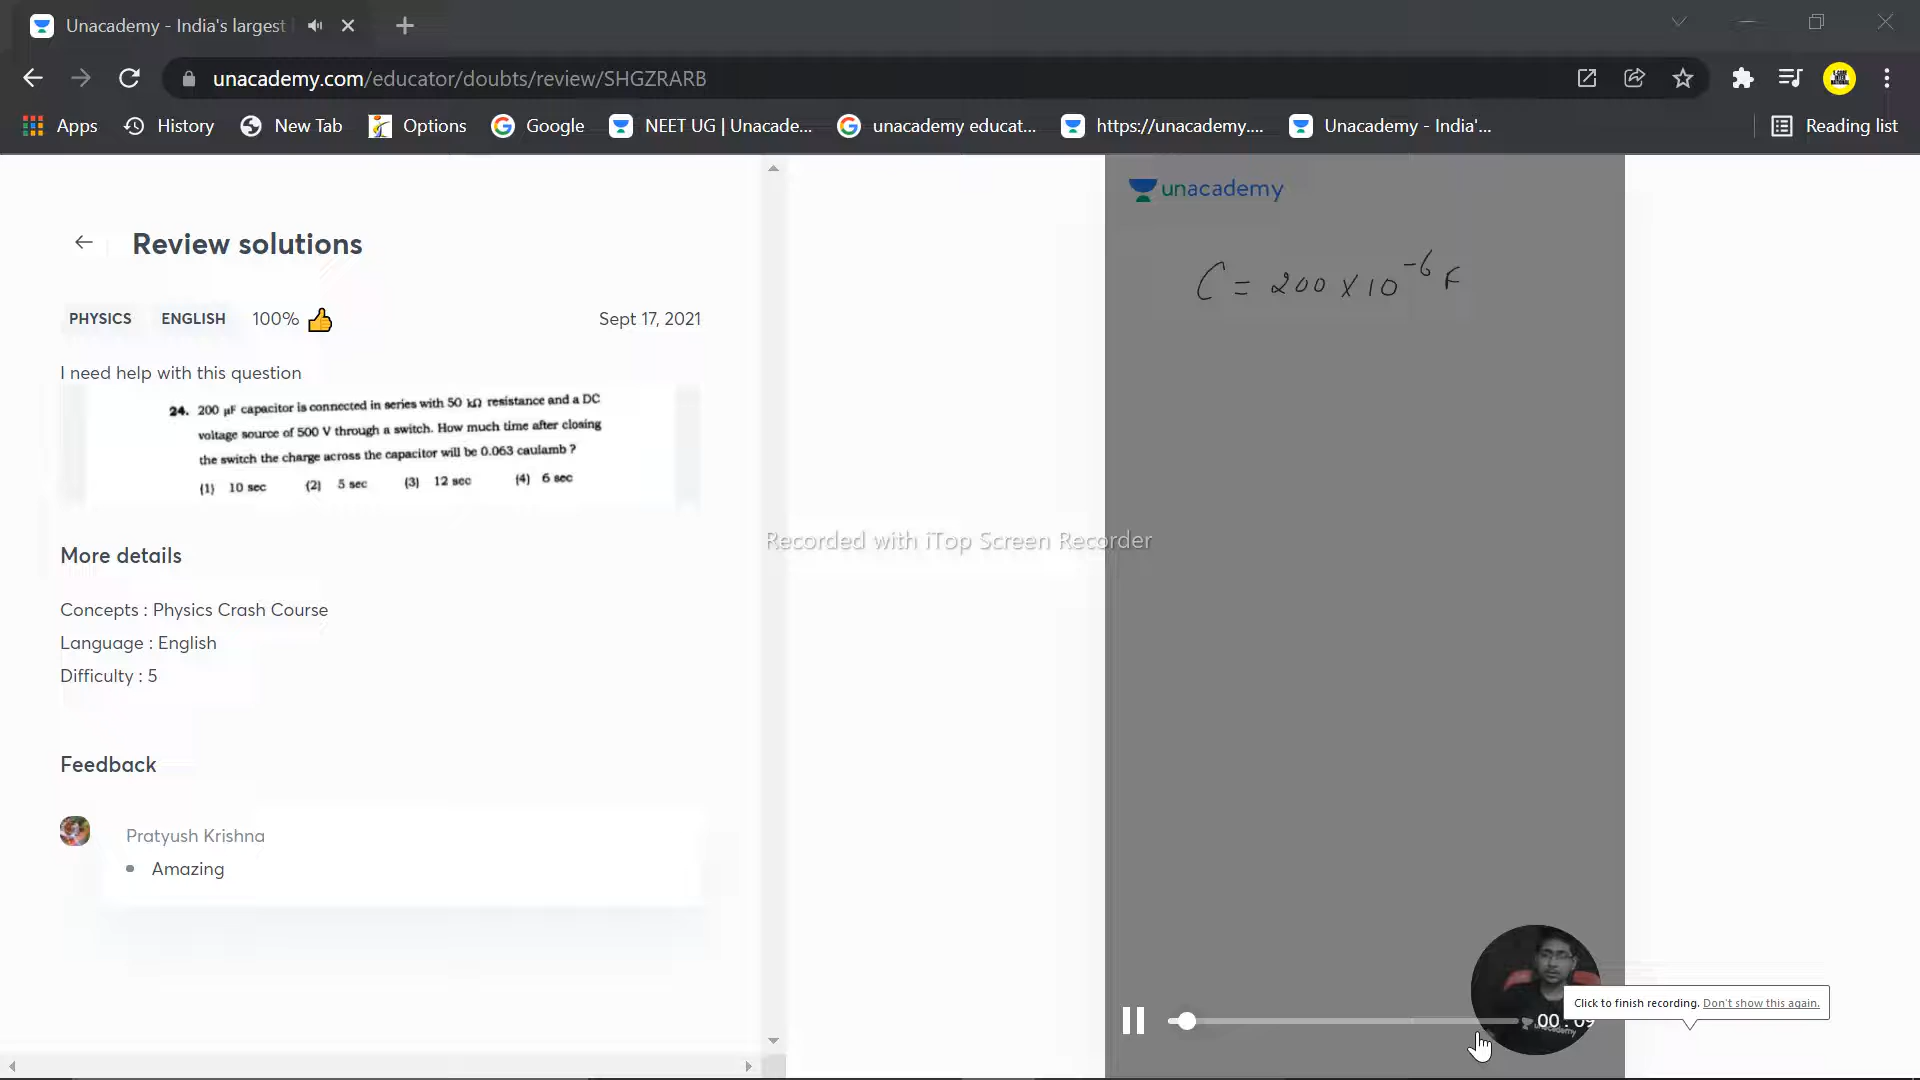 Unacademy - India's largest
unacademy.com/educator/doubts/review/SHGZRARB
Apps History New Tab Options Google NEET UG | Unacade... unacademy educat... https://unacademy.... Unacademy - India'... Reading list
Review solutions
PHYSICS ENGLISH 100% Sept 17, 2021
I need help with this question
24. 200 μF capacitor is connected in series with 50 kΩ resistance and a DC
voltage source of 500 V through a switch. How much time after closing
the switch the charge across the capacitor will be 0.063 caulamb ?
(1) 10 sec (2) 5 sec (3) 12 sec (4) 6 sec
More details
Concepts : Physics Crash Course
Language : English
Difficulty : 5
Feedback
Pratyush Krishna
Amazing
unacademy
C = 200 × 10⁻⁶ F
Recorded with iTop Screen Recorder
Click to finish recording. Don't show this again.
00:09
unacademy